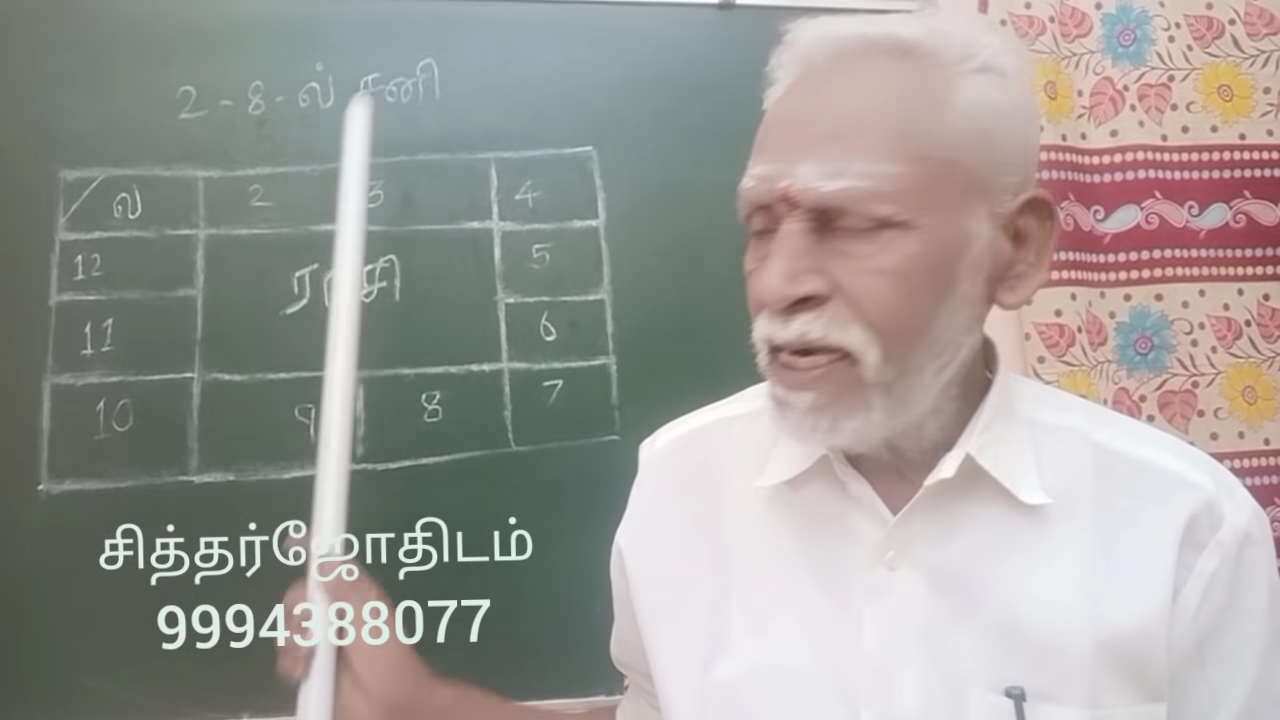 2-8-ல் சனி
ல 2 3 4
12 ராசி 5
11 6
10 9 8 7
சித்தர்ஜோதிடம்
9994388077